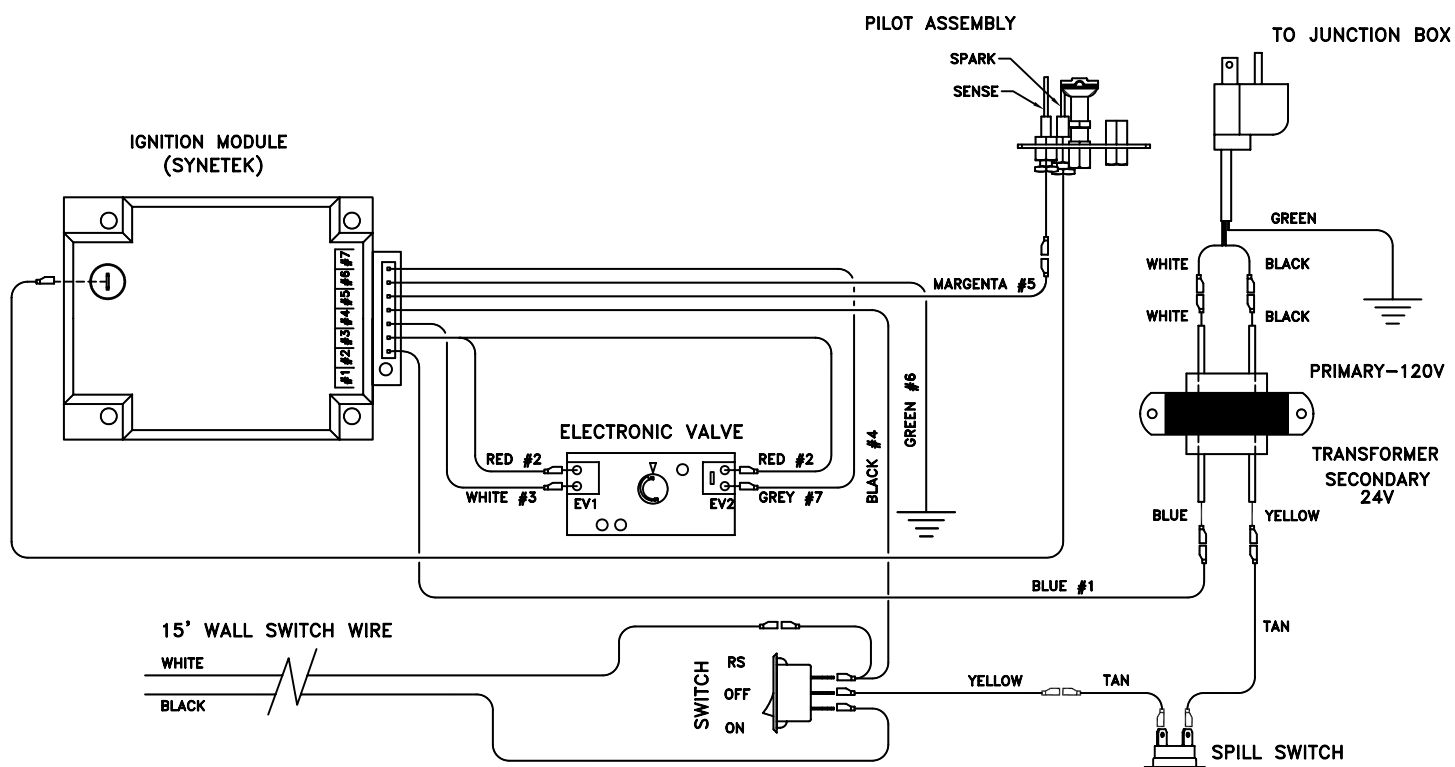 PILOT ASSEMBLY
TO JUNCTION BOX
SPARK
SENSE
IGNITION MODULE
(SYNETEK)
GREEN
#7
#6
#5
#4
#3
#2
#1
MARGENTA #5
WHITE
BLACK
WHITE
BLACK
PRIMARY-120V
GREEN #6
BLACK #4
ELECTRONIC VALVE
RED #2
RED #2
WHITE #3
EV1
EV2
GREY #7
TRANSFORMER
SECONDARY
24V
BLUE
YELLOW
BLUE #1
15' WALL SWITCH WIRE
TAN
WHITE
BLACK
SWITCH
RS
OFF
ON
YELLOW
TAN
SPILL SWITCH